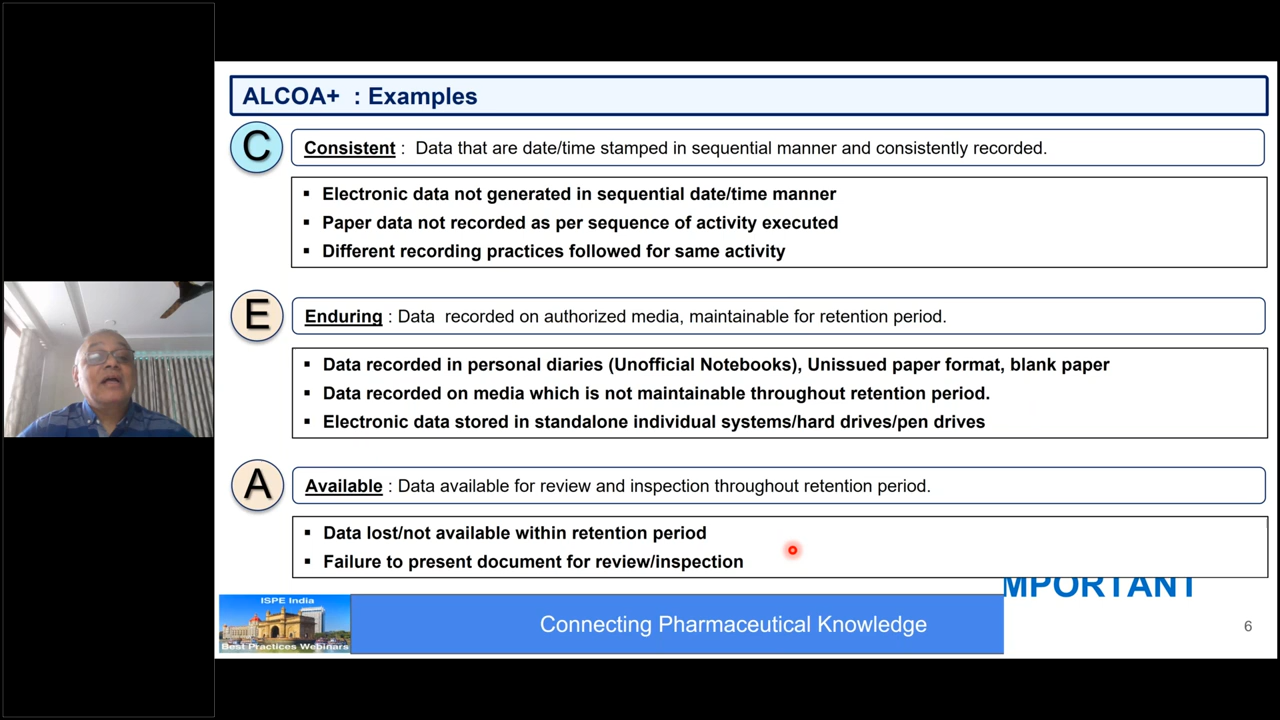 ALCOA+ : Examples
C
Consistent : Data that are date/time stamped in sequential manner and consistently recorded.
▪ Electronic data not generated in sequential date/time manner
▪ Paper data not recorded as per sequence of activity executed
▪ Different recording practices followed for same activity
E
Enduring : Data recorded on authorized media, maintainable for retention period.
▪ Data recorded in personal diaries (Unofficial Notebooks), Unissued paper format, blank paper
▪ Data recorded on media which is not maintainable throughout retention period.
▪ Electronic data stored in standalone individual systems/hard drives/pen drives
A
Available : Data available for review and inspection throughout retention period.
▪ Data lost/not available within retention period
▪ Failure to present document for review/inspection
MPORTANT
ISPE India
Best Practices Webinars
Connecting Pharmaceutical Knowledge
6